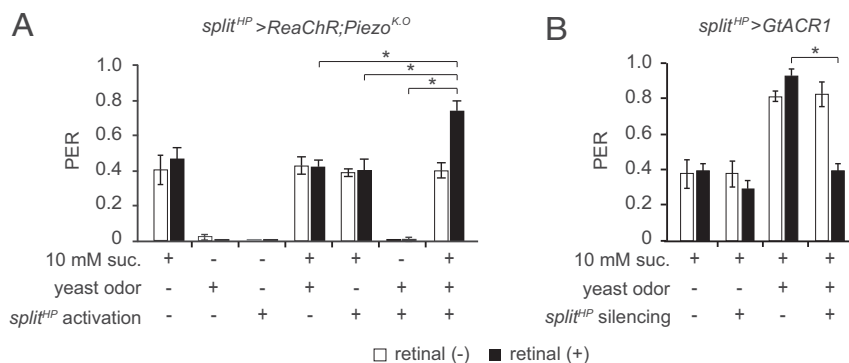 A
split^HP >ReaChR;Piezo^K.O
*
*
*
PER
1.0
0.8
0.6
0.4
0.2
0
10 mm suc. + - - + + - +
yeast odor - + - + - + +
split^HP activation - - + - + + +
B
split^HP>GtACR1
*
PER
1.0
0.8
0.6
0.4
0.2
0
10 mM suc. + + + +
yeast odor - - + +
split^HP silencing - + - +
retinal (-) retinal (+)